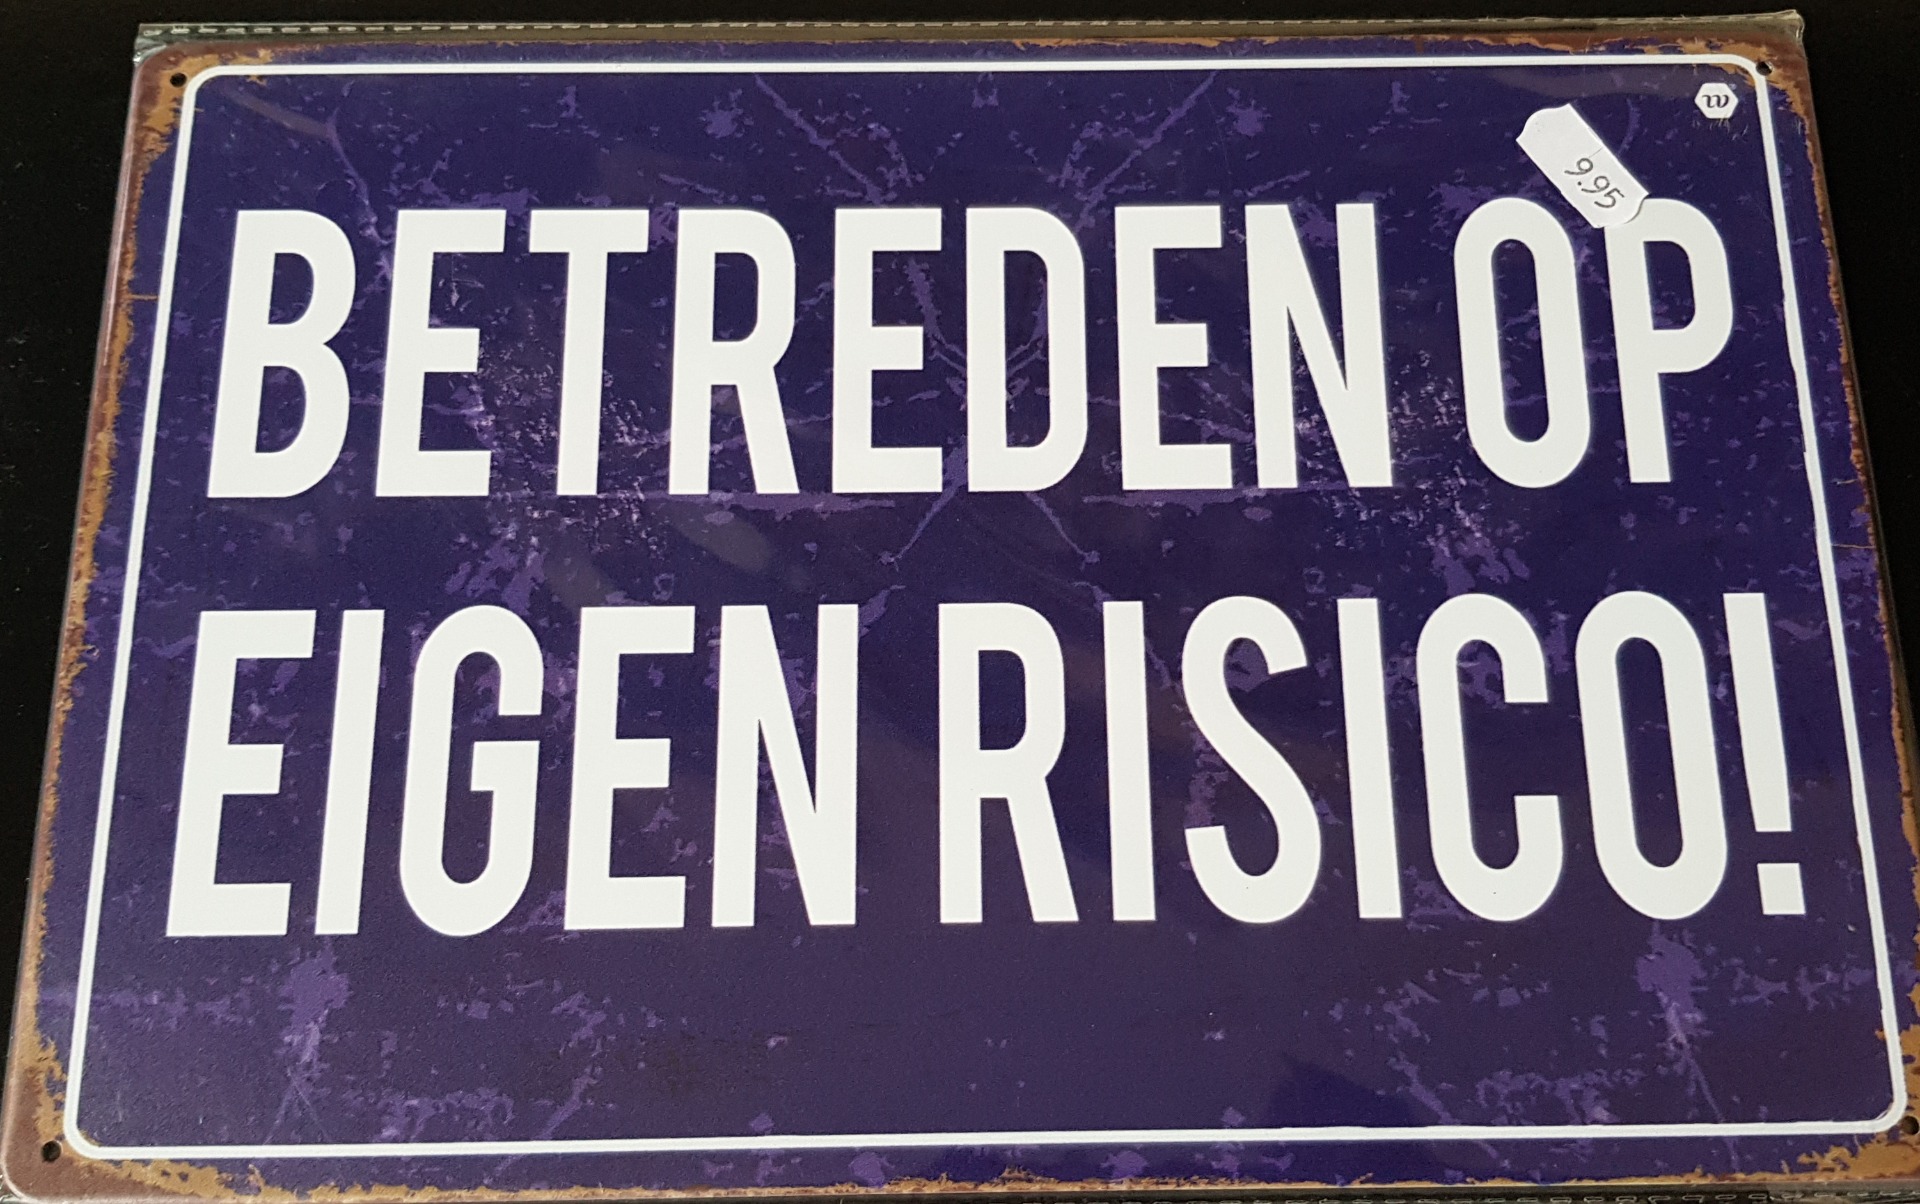 w
9.95
BETREDEN OP
EIGEN RISICO!